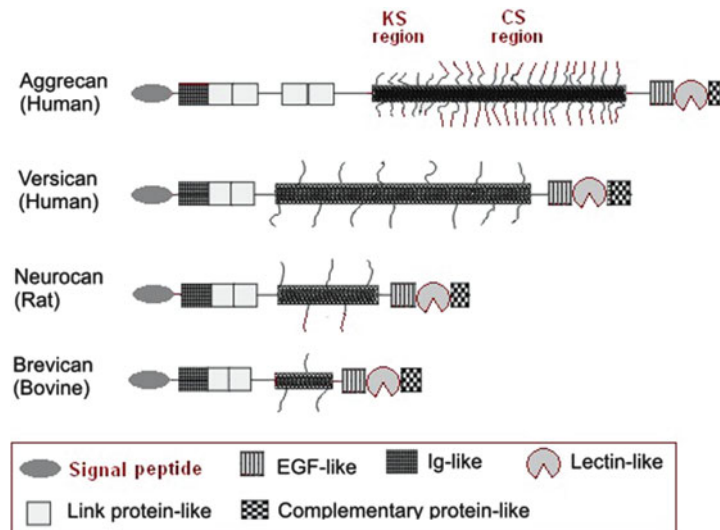 KS
region
CS
region
Aggrecan
(Human)
Versican
(Human)
Neurocan
(Rat)
Brevican
(Bovine)
Signal peptide
EGF-like
Ig-like
Lectin-like
Link protein-like
Complementary protein-like